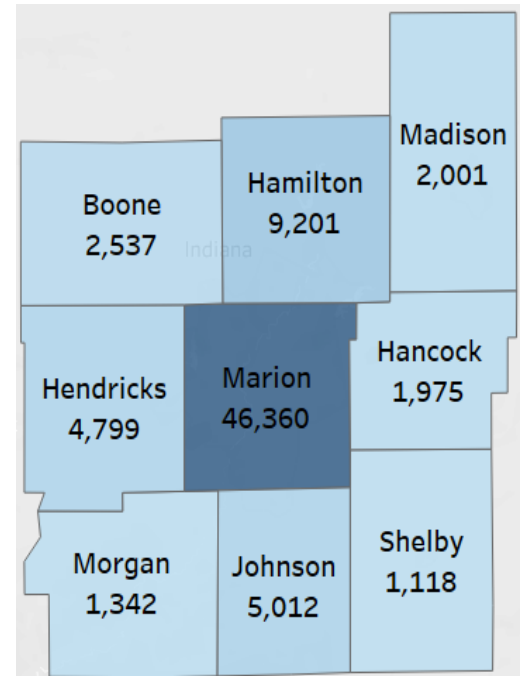 Madison
2,001
Hamilton
9,201
Boone
2,537
Indiana
Hancock
1,975
Marion
46,360
Hendricks
4,799
Shelby
1,118
Morgan
1,342
Johnson
5,012